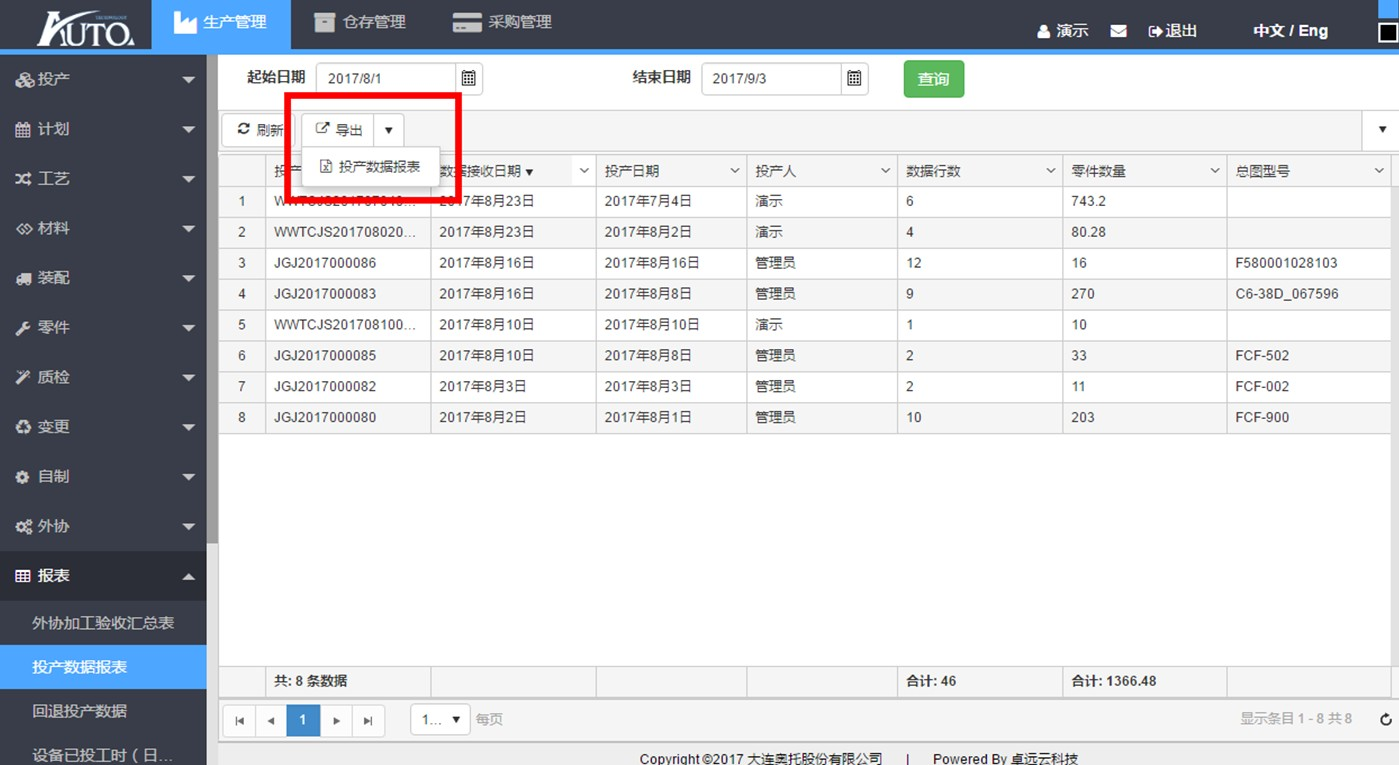 AUTO 生产管理 仓存管理 采购管理 演示 退出 中文 / Eng
投产
计划
工艺
材料
装配
零件
质检
变更
自制
外协
报表
外协加工验收汇总表
投产数据报表
回退投产数据
设备已投工时（日...
起始日期 2017/8/1 结束日期 2017/9/3 查询
刷新 导出
投产数据报表
投产 数据接收日期 投产日期 投产人 数据行数 零件数量 总图型号
1 2017年8月23日 2017年7月4日 演示 6 743.2
2 WWTCJS201708020... 2017年8月23日 2017年8月2日 演示 4 80.28
3 JGJ2017000086 2017年8月16日 2017年8月16日 管理员 12 16 F580001028103
4 JGJ2017000083 2017年8月16日 2017年8月8日 管理员 9 270 C6-38D_067596
5 WWTCJS201708100... 2017年8月10日 2017年8月10日 演示 1 10
6 JGJ2017000085 2017年8月10日 2017年8月8日 管理员 2 33 FCF-502
7 JGJ2017000082 2017年8月3日 2017年8月3日 管理员 2 11 FCF-002
8 JGJ2017000080 2017年8月2日 2017年8月1日 管理员 10 203 FCF-900
共: 8 条数据 合计: 46 合计: 1366.48
1 1... 每页 显示条目 1 - 8 共 8
Copyright ©2017 大连奥托股份有限公司 | Powered By 卓远云科技